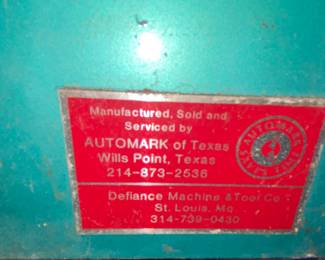 Manufactured, Sold and
Serviced by
AUTOMARK of Texas
Wills Point, Texas
214-873-2536
AUTOMARK
Defiance Machine & Tool Co
St. Louis, Mo.
314-739-0430